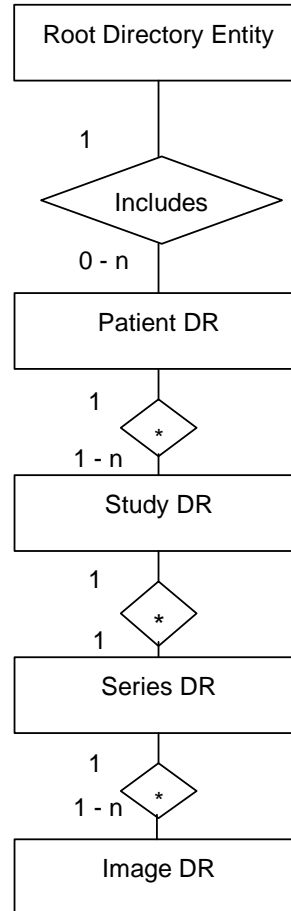 Root Directory Entity
1
Includes
0 - n
Patient DR
1
*
1 - n
Study DR
1
*
1
Series DR
1
*
1 - n
Image DR